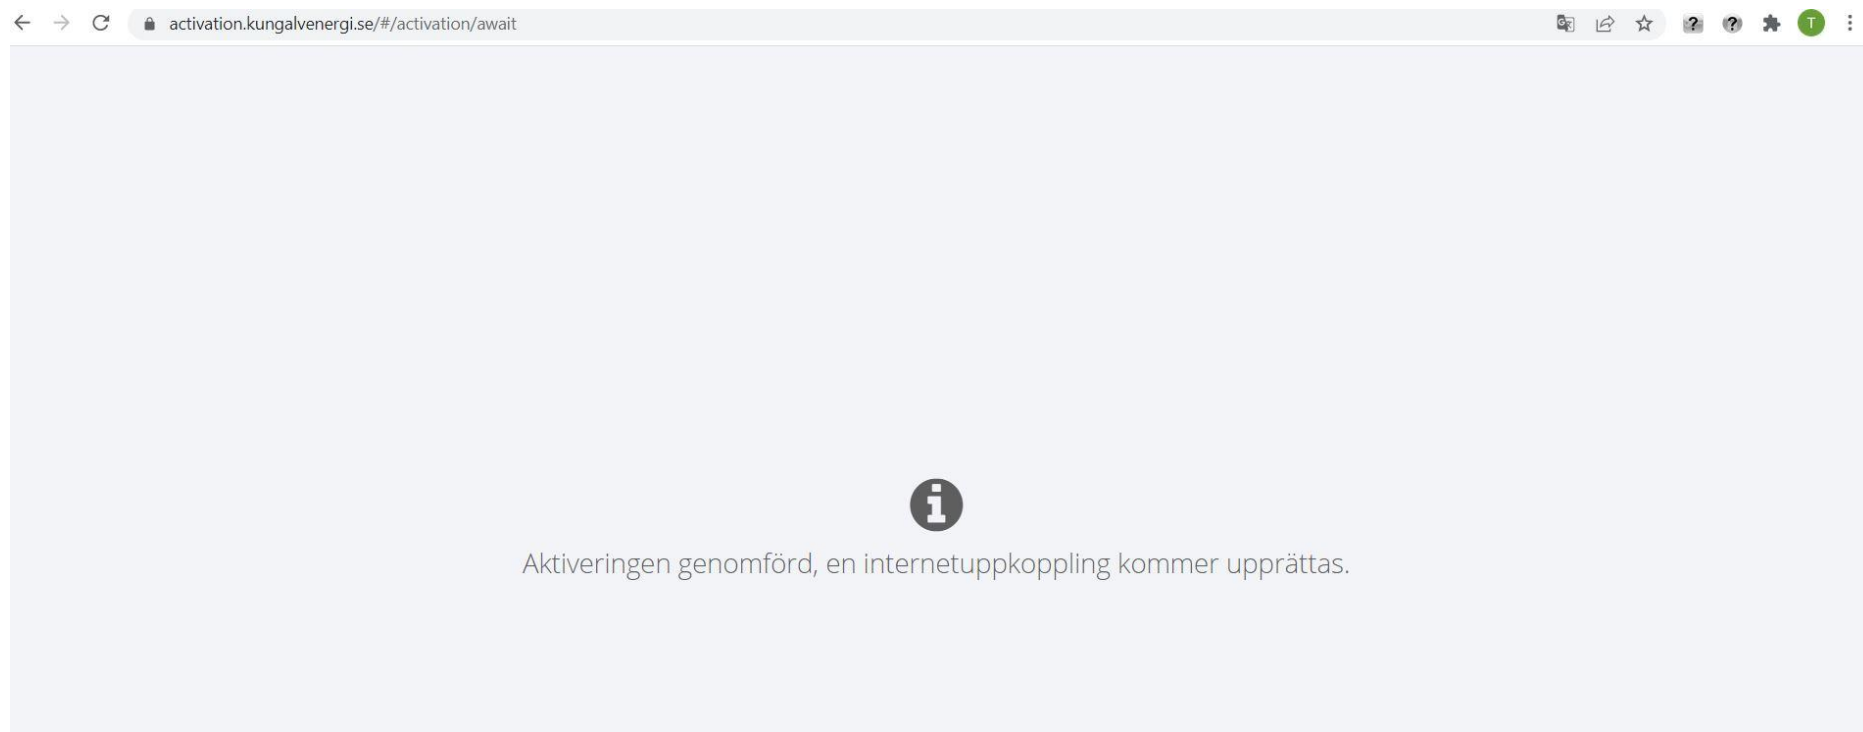 activation.kungalvenergi.se/#/activation/await
T
Aktiveringen genomförd, en internetuppkoppling kommer upprättas.